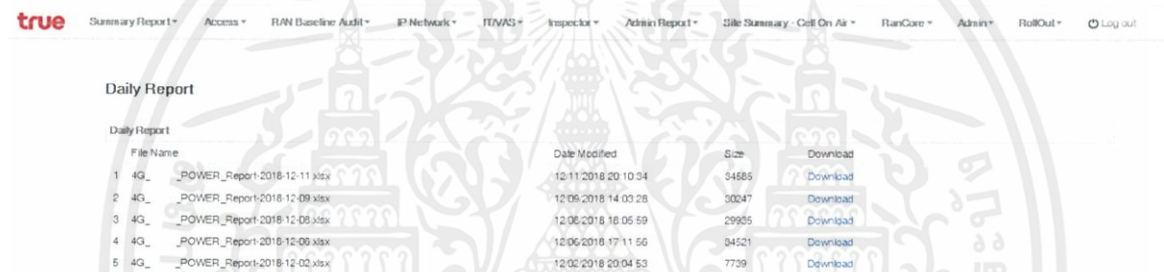 true Summary Report Access RAN Baseline Audit IP Network IT/VAS Inspector Admin Report Site Summary - Cell On Air RanCore Admin RollOut Log out
Daily Report
Daily Report
File Name Date Modified Size Download
1 4G_ _POWER_Report-2018-12-11.xlsx 12/11/2018 20:10:34 34585 Download
2 4G_ _POWER_Report-2018-12-09.xlsx 12/09/2018 14:03:28 30247 Download
3 4G_ _POWER_Report-2018-12-08.xlsx 12/08/2018 16:05:59 29935 Download
4 4G_ _POWER_Report-2018-12-06.xlsx 12/06/2018 17:11:56 34521 Download
5 4G_ _POWER_Report-2018-12-02.xlsx 12/02/2018 20:04:53 7739 Download